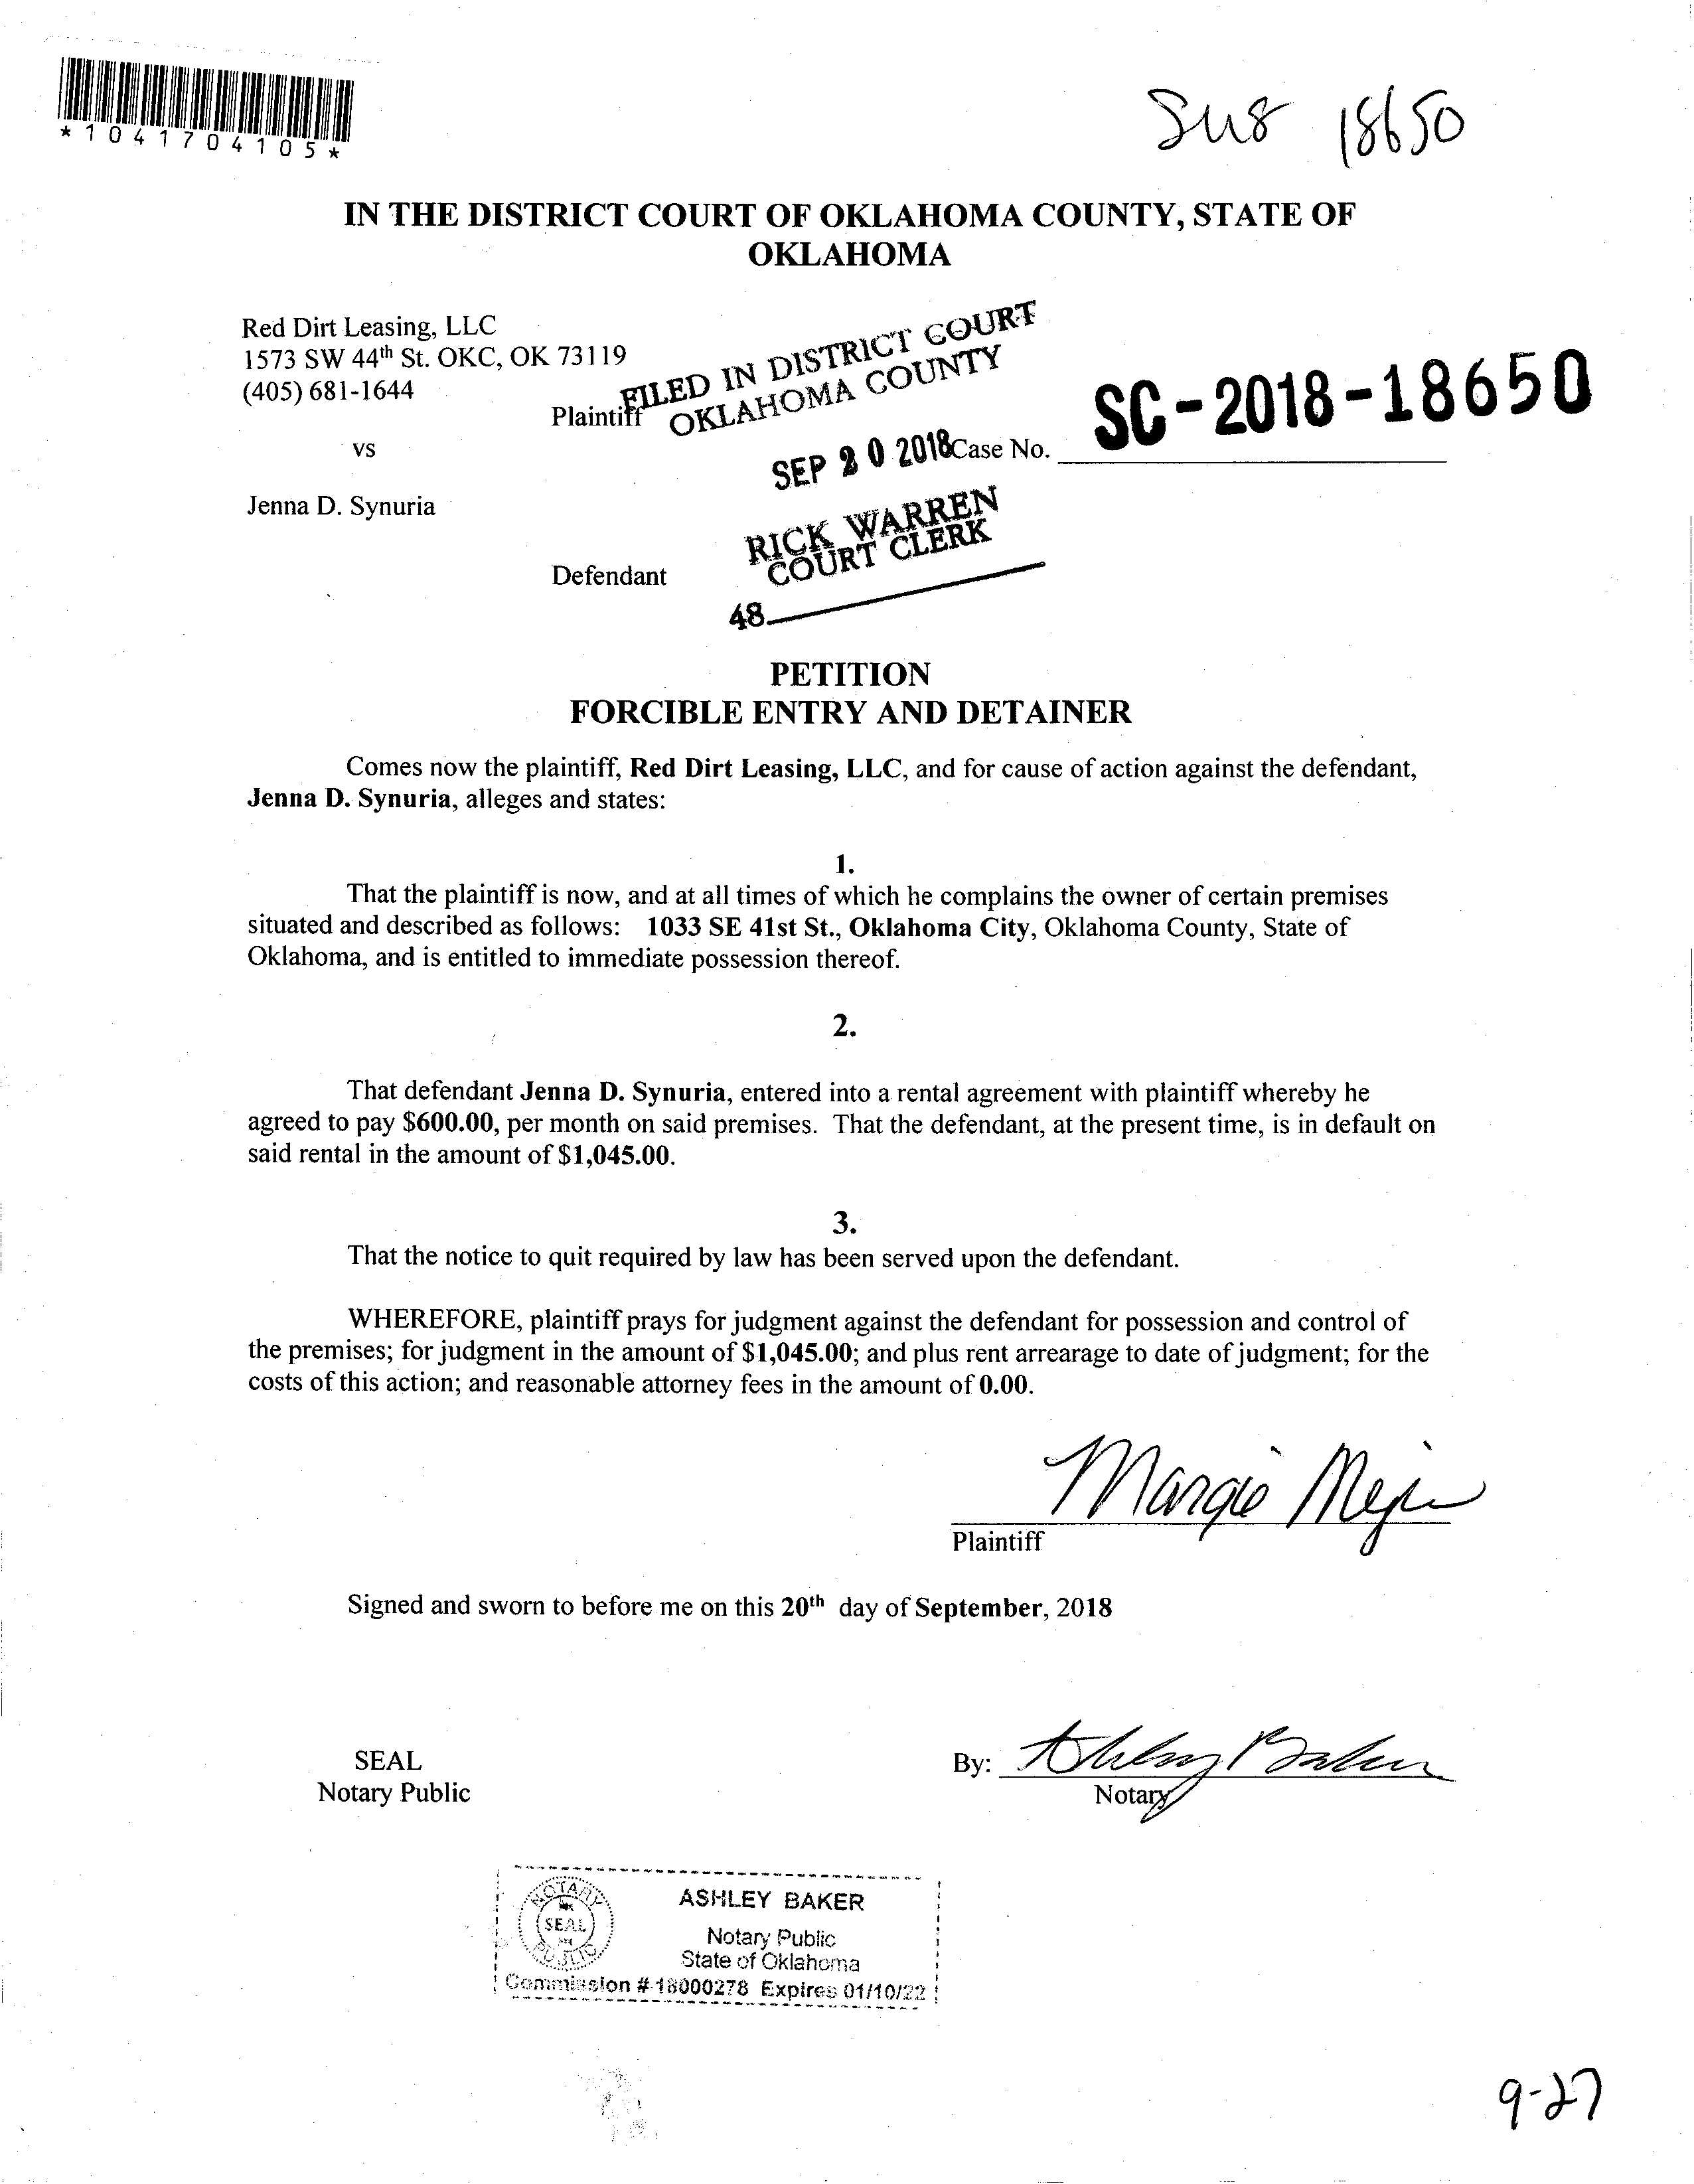 *1041704105*
18650
IN THE DISTRICT COURT OF OKLAHOMA COUNTY, STATE OF
OKLAHOMA
Red Dirt Leasing, LLC
1573 SW 44th St. OKC, OK 73119
(405) 681-1644
Plaintiff
FILED IN DISTRICT COURT
OKLAHOMA COUNTY
SEP 20 2018
RICK WARREN
COURT CLERK
48
vs
Case No. SC-2018-18650
Jenna D. Synuria
Defendant
PETITION
FORCIBLE ENTRY AND DETAINER
Comes now the plaintiff, Red Dirt Leasing, LLC, and for cause of action against the defendant,
Jenna D. Synuria, alleges and states:
1.
That the plaintiff is now, and at all times of which he complains the owner of certain premises
situated and described as follows: 1033 SE 41st St., Oklahoma City, Oklahoma County, State of
Oklahoma, and is entitled to immediate possession thereof.
2.
That defendant Jenna D. Synuria, entered into a rental agreement with plaintiff whereby he
agreed to pay $600.00, per month on said premises. That the defendant, at the present time, is in default on
said rental in the amount of $1,045.00.
3.
That the notice to quit required by law has been served upon the defendant.
WHEREFORE, plaintiff prays for judgment against the defendant for possession and control of
the premises; for judgment in the amount of $1,045.00; and plus rent arrearage to date of judgment; for the
costs of this action; and reasonable attorney fees in the amount of 0.00.
Margie
Plaintiff
Signed and sworn to before me on this 20th day of September, 2018
SEAL
Notary Public
By: Ashley Baker
Notary
NOTARY
SEAL
PUBLIC
ASHLEY BAKER
Notary Public
State of Oklahoma
Commission # 18000278 Expires 01/10/22
9-27